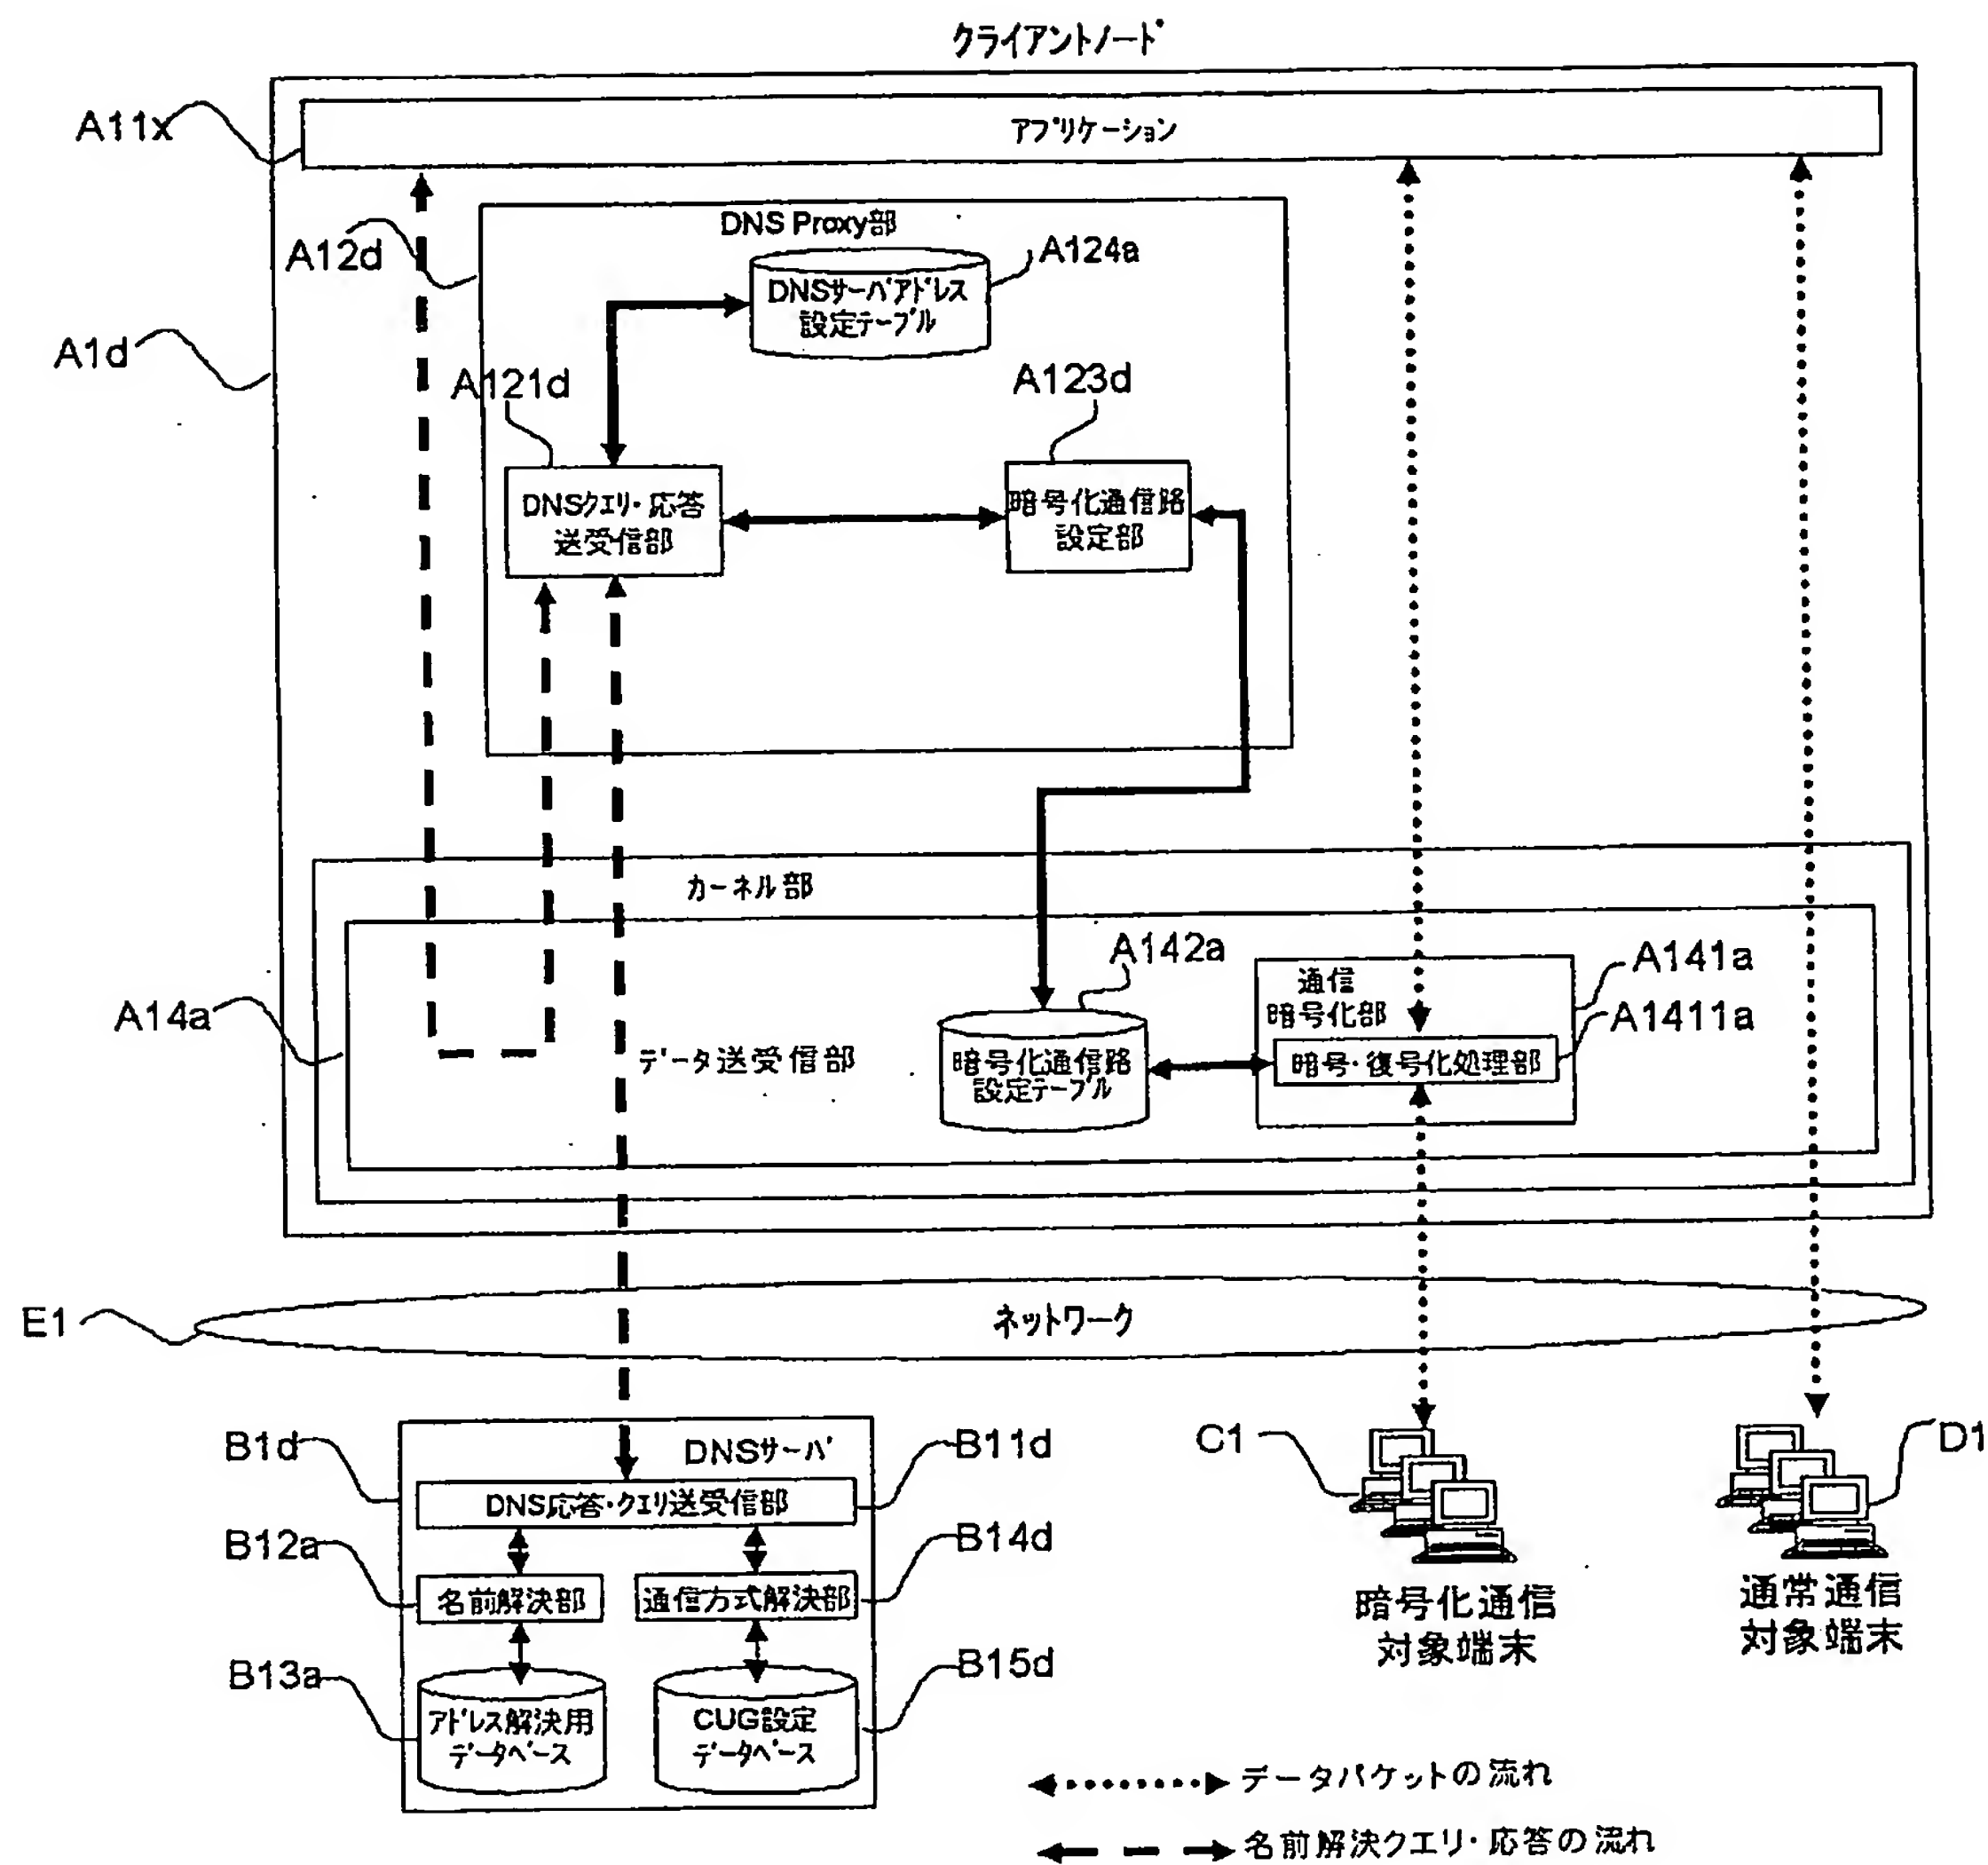 クライアントノード
A11x
アプリケーション
DNS Proxy部
A12d
A124a
DNSサーバアドレス
設定テーブル
A1d
A121d
A123d
DNSクエリ・応答
送受信部
暗号化通信路
設定部
カーネル部
A142a
A141a
通信
暗号化部
A14a
A1411a
データ送受信部
暗号化通信路
設定テーブル
暗号・復号化処理部
E1
ネットワーク
B1d
DNSサーバ
B11d
C1
D1
DNS応答・クエリ送受信部
B12a
B14d
名前解決部
通信方式解決部
暗号化通信
対象端末
通常通信
対象端末
B13a
B15d
アドレス解決用
データベース
CUG設定
データベース
データパケットの流れ
名前解決クエリ・応答の流れ